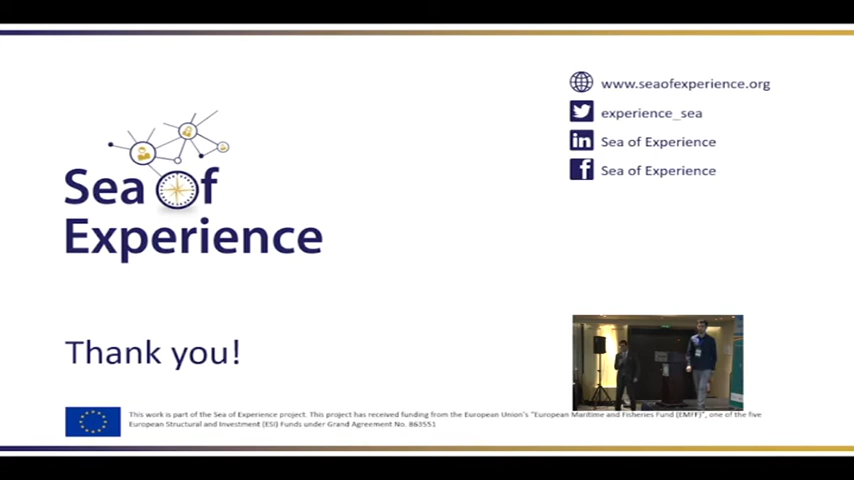 www.seaofexperience.org
experience_sea
Sea of Experience
Sea of Experience
Sea Of
Experience
Thank you!
This work is part of the Sea of Experience project. This project has received funding from the European Union's "European Maritime and Fisheries Fund (EMFF)", one of the five
European Structural and Investment (ESI) Funds under Grand Agreement No. 863551